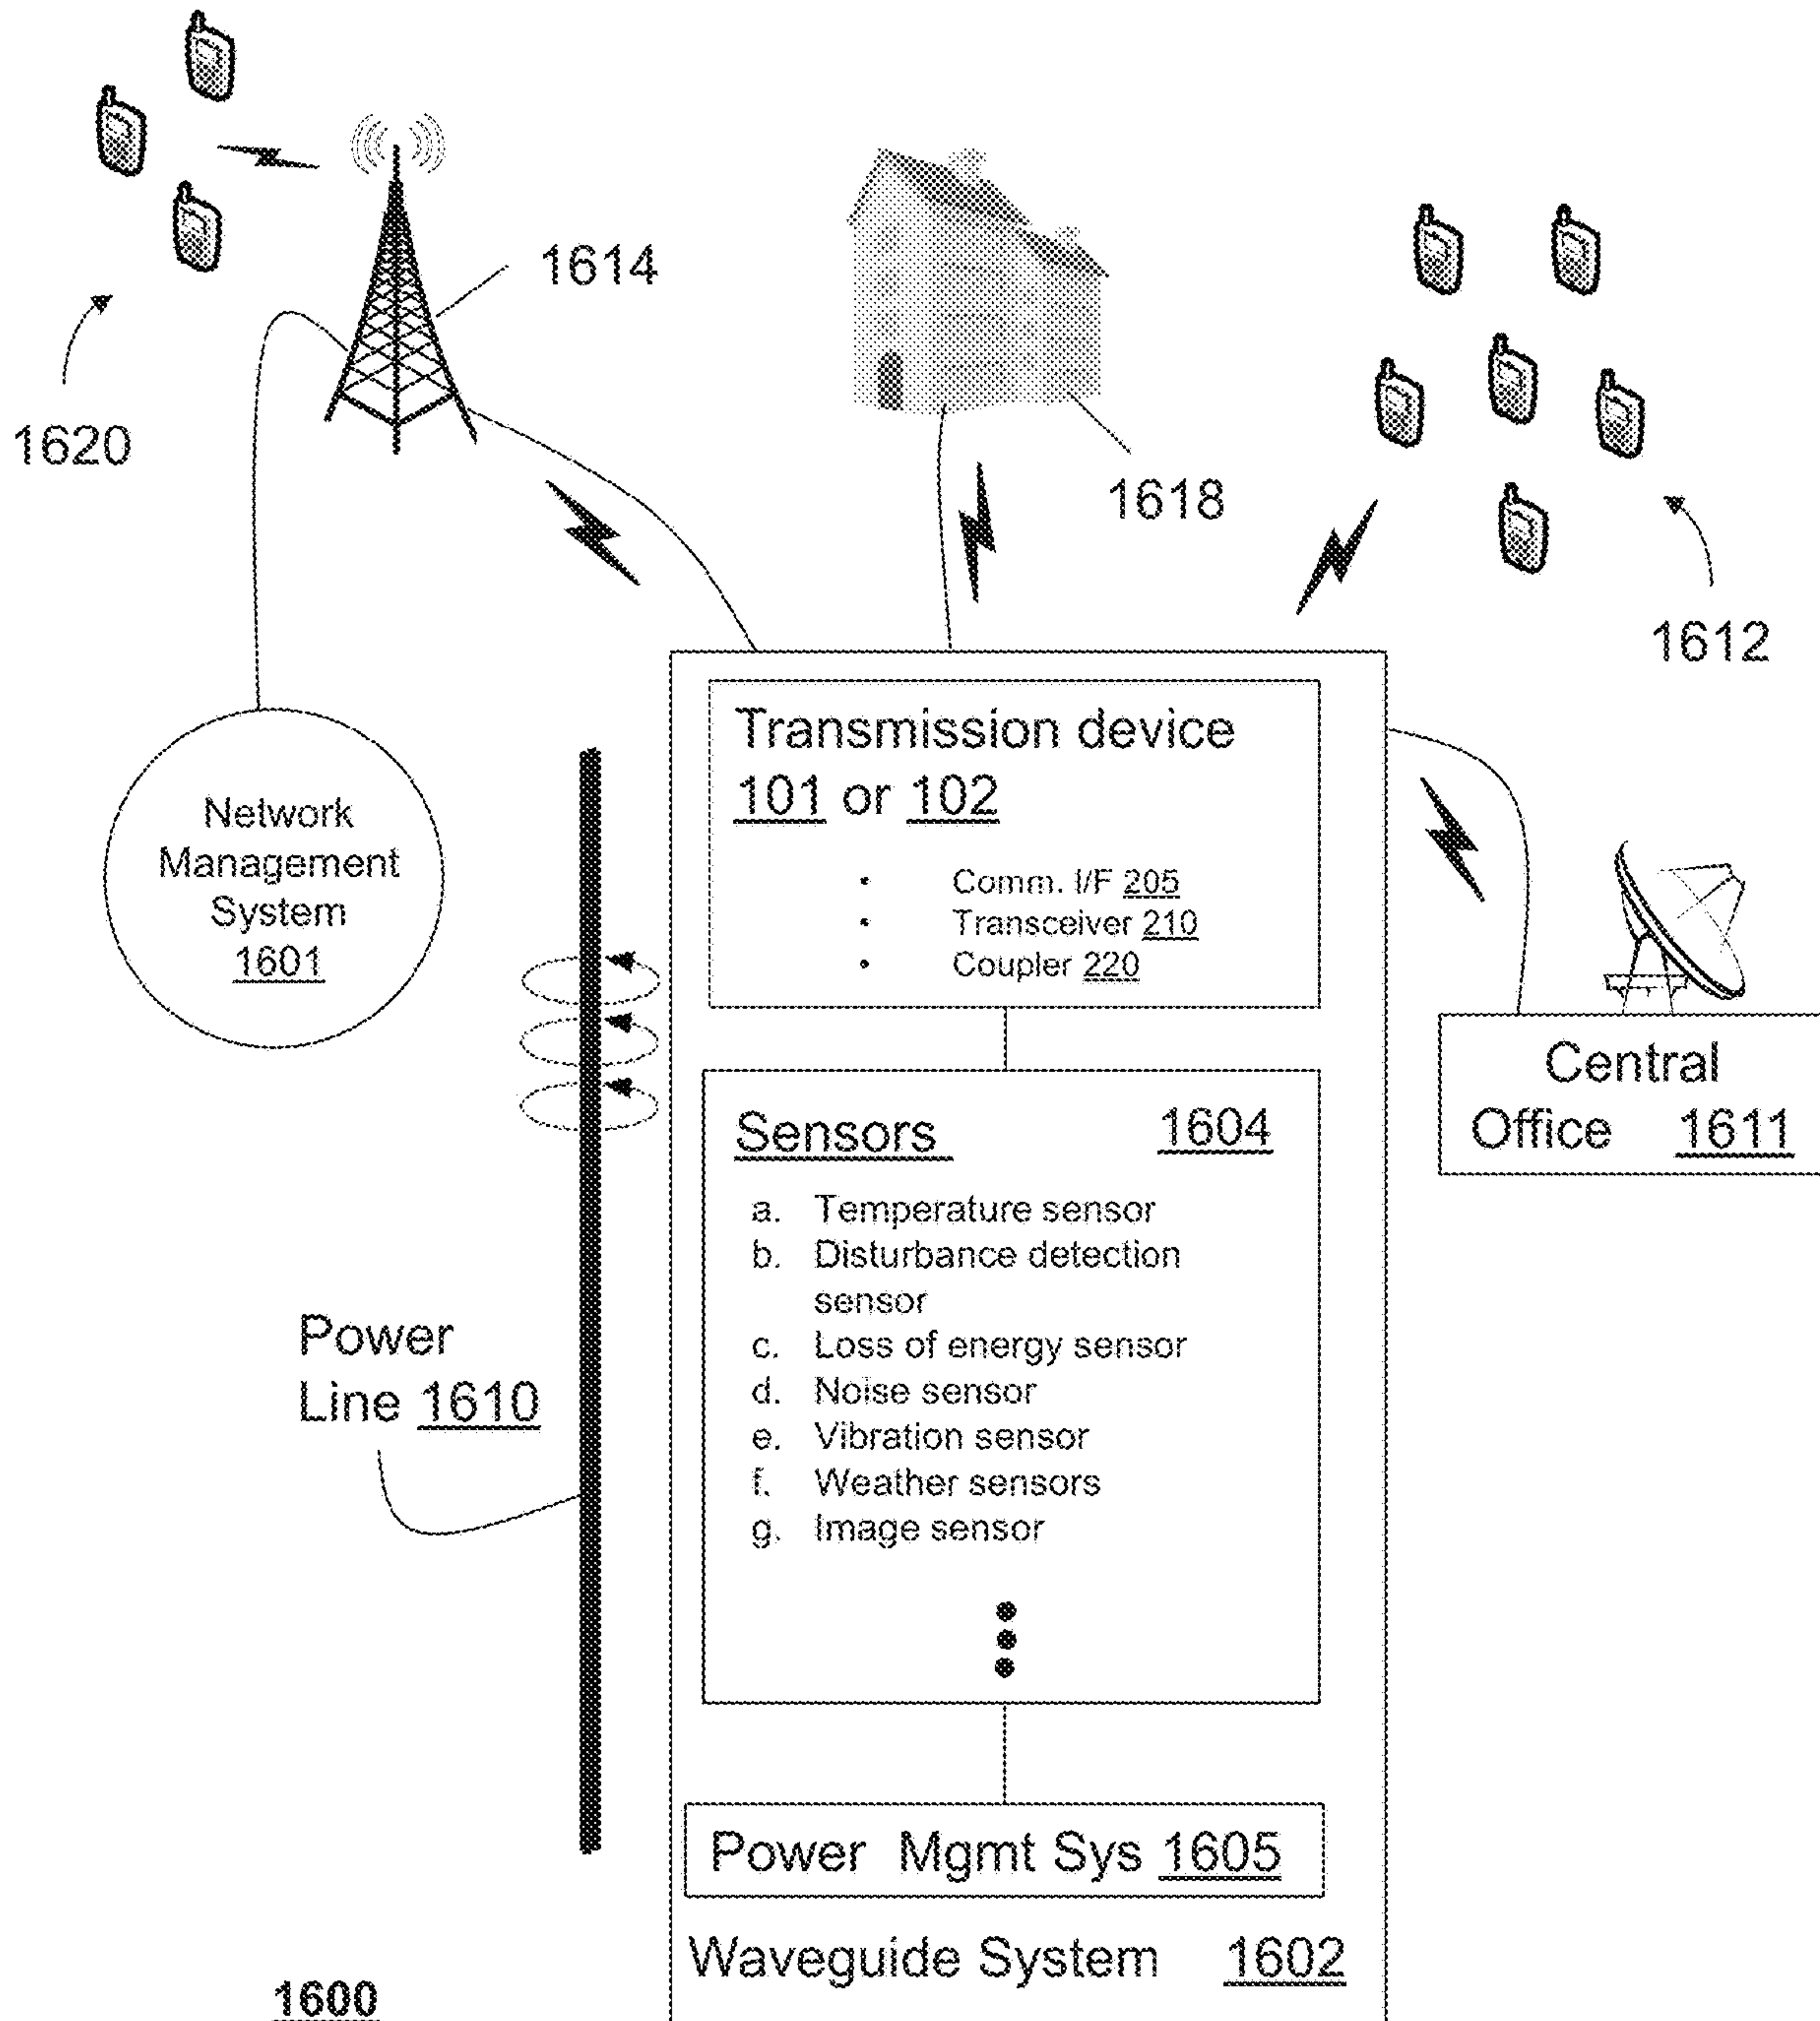 1614
1620
1618
1612
Network
Management
System
1601
Transmission device
101 or 102
• Comm. I/F 205
• Transceiver 210
• Coupler 220
Central
Office 1611
Sensors 1604
a. Temperature sensor
b. Disturbance detection
sensor
c. Loss of energy sensor
d. Noise sensor
e. Vibration sensor
f. Weather sensors
g. Image sensor
Power
Line 1610
Power Mgmt Sys 1605
Waveguide System 1602
1600